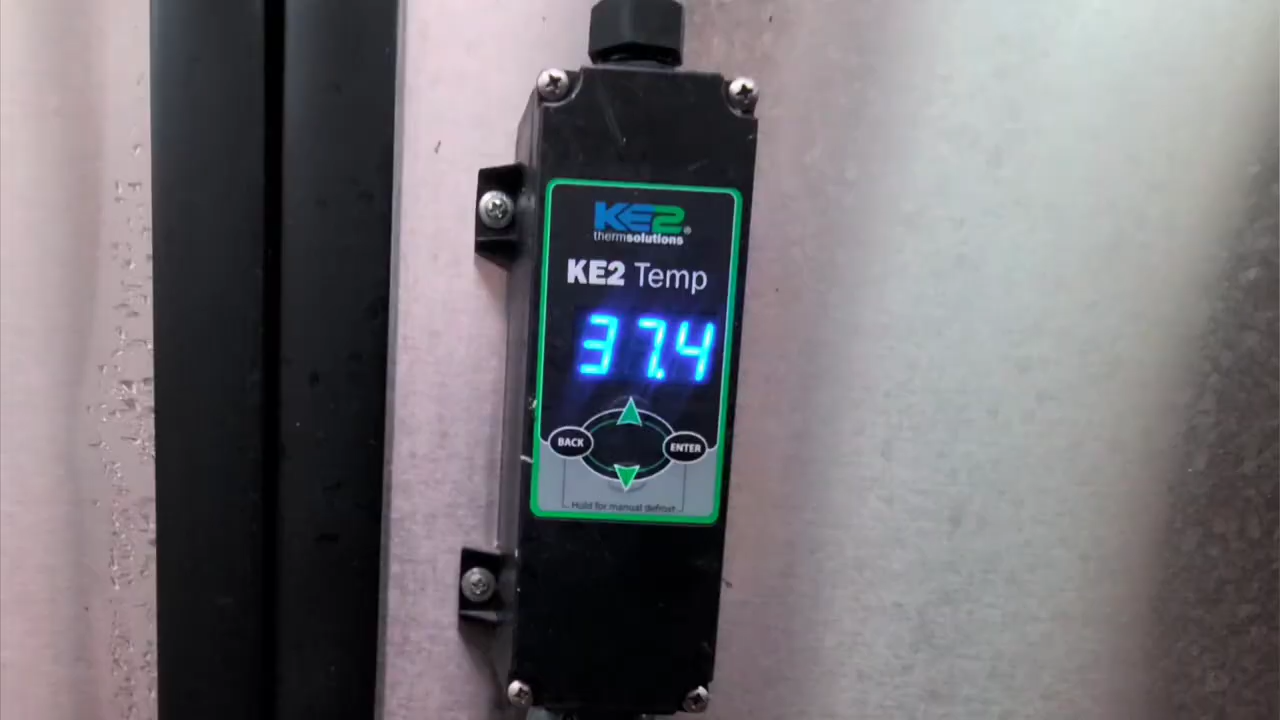 KE2®
thermsolutions
KE2 Temp
37.4
BACK
ENTER
Hold for manual defrost